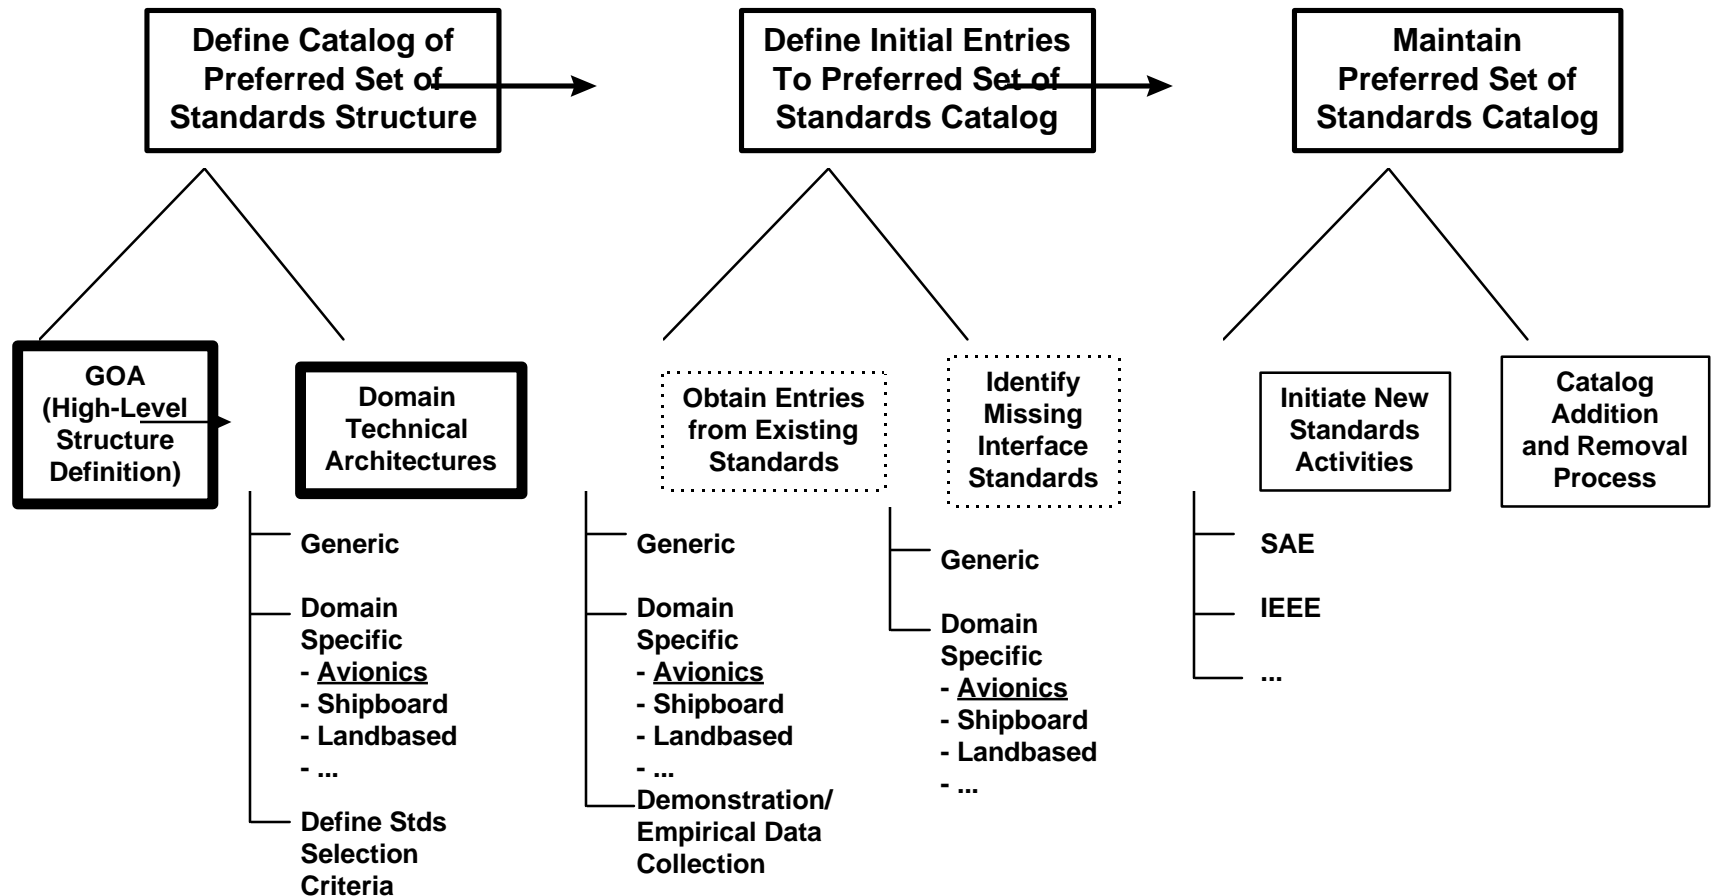 Define Catalog of
Preferred Set of
Standards Structure
Define Initial Entries
To Preferred Set of
Standards Catalog
Maintain
Preferred Set of
Standards Catalog
GOA
(High-Level
Structure
Definition)
Domain
Technical
Architectures
Obtain Entries
from Existing
Standards
Identify
Missing
Interface
Standards
Initiate New
Standards
Activities
Catalog
Addition
and Removal
Process
Generic
Domain
Specific
- Avionics
- Shipboard
- Landbased
- ...
Define Stds
Selection
Criteria
Generic
Domain
Specific
- Avionics
- Shipboard
- Landbased
- ...
Demonstration/
Empirical Data
Collection
Generic
Domain
Specific
- Avionics
- Shipboard
- Landbased
- ...
SAE
IEEE
...